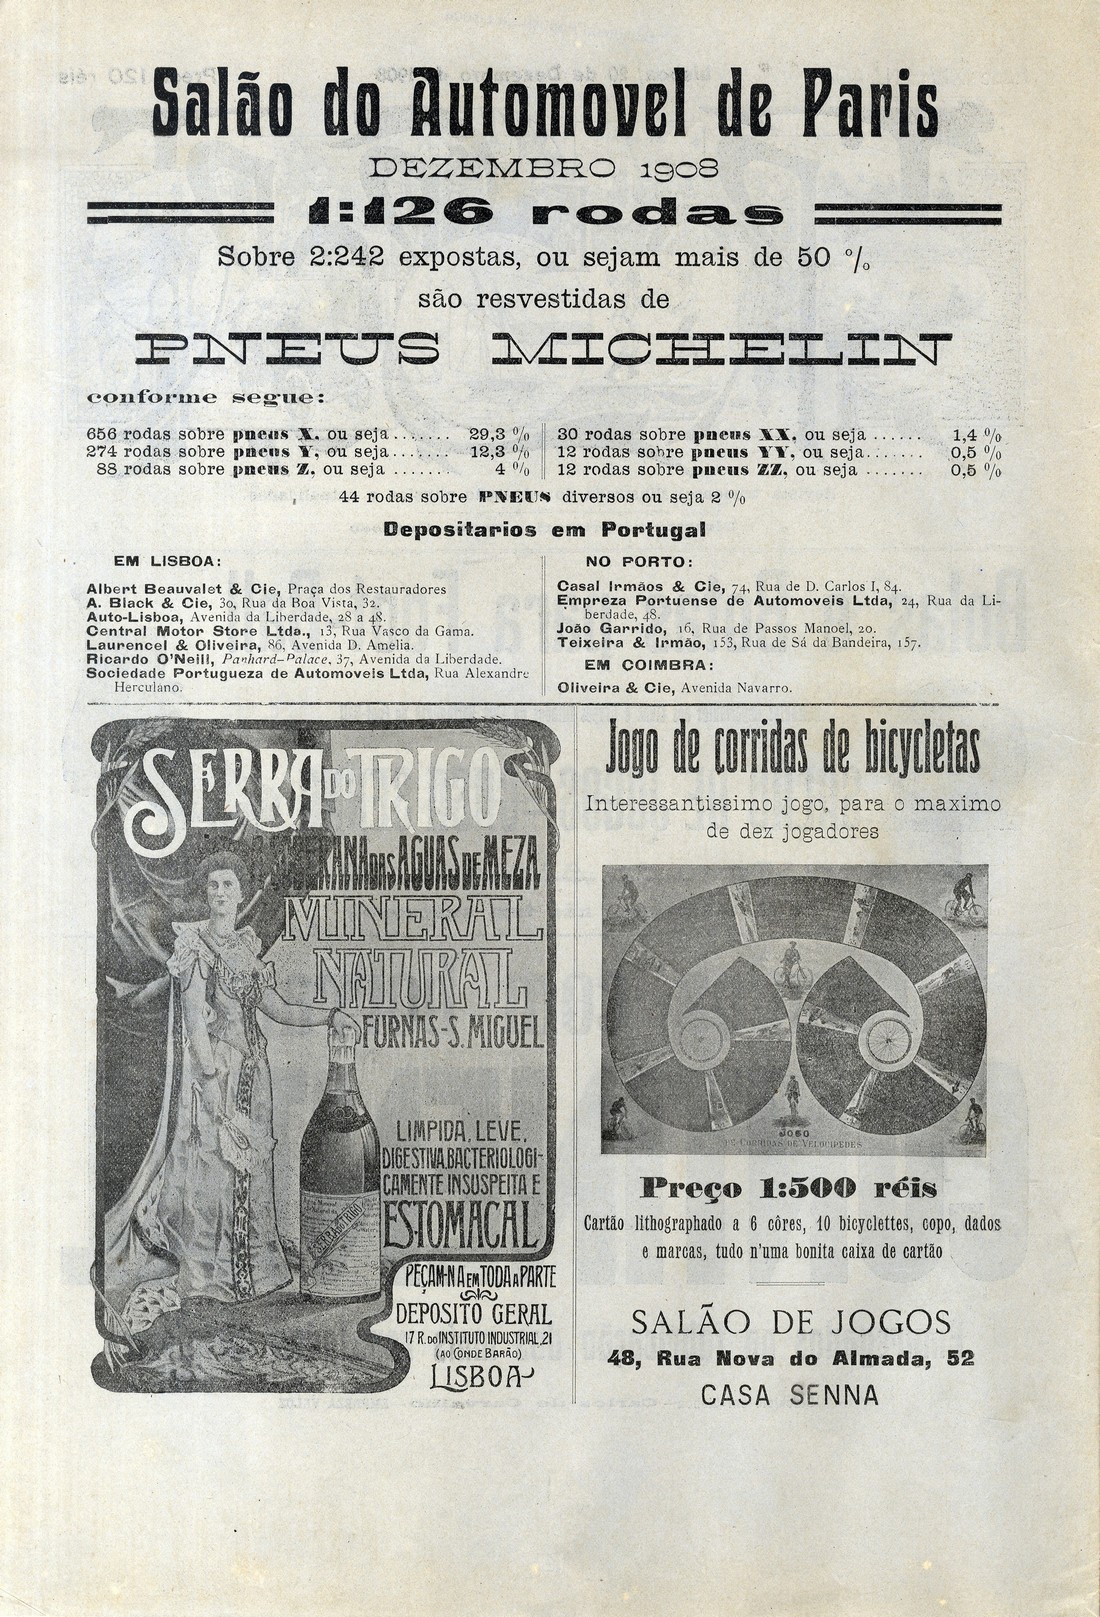 Salão do Automovel de Paris
DEZEMBRO 1908
1:126 rodas
Sobre 2:242 expostas, ou sejam mais de 50 %
são resvestidas de
PNEUS MICHELIN
conforme segue:
656 rodas sobre pneus X, ou seja....... 29,3 %
274 rodas sobre pneus Y, ou seja....... 12,3 %
88 rodas sobre pneus Z, ou seja ....... 4 %
30 rodas sobre pneus XX, ou seja ...... 1,4 %
12 rodas sobre pneus YY, ou seja....... 0,5 %
12 rodas sobre pneus ZZ, ou seja ....... 0,5 %
44 rodas sobre PNEUS diversos ou seja 2 %
Depositarios em Portugal
EM LISBOA:
Albert Beauvalet & Cie, Praça dos Restauradores
A. Black & Cie, 30, Rua da Boa Vista, 32.
Auto-Lisboa, Avenida da Liberdade, 28 a 48.
Central Motor Store Ltda., 13, Rua Vasco da Gama.
Laurencel & Oliveira, 86, Avenida D. Amelia.
Ricardo O'Neill, Panhard-Palace, 37, Avenida da Liberdade.
Sociedade Portugueza de Automoveis Ltda, Rua Alexandre
Herculano.
NO PORTO:
Casal Irmãos & Cie, 74, Rua de D. Carlos I, 84.
Empreza Portuense de Automoveis Ltda, 24, Rua da Li-
berdade, 48.
João Garrido, 16, Rua de Passos Manoel, 20.
Teixeira & Irmão, 153, Rua de Sá da Bandeira, 157.
EM COIMBRA:
Oliveira & Cie, Avenida Navarro.
SERRA DO TRIGO
DAS AGUAS DE MEZA
MINERAL
NATURAL
FURNAS-S. MIGUEL
LIMPIDA, LEVE,
DIGESTIVA, BACTERIOLOGI-
CAMENTE INSUSPEITA E
ESTOMACAL
SERRA DO TRIGO
PEÇAM-NA EM TODA A PARTE
DEPOSITO GERAL
17 R. DO INSTITUTO INDUSTRIAL, 21
(AO CONDE BARÃO)
LISBOA
Jogo de corridas de bicycletas
Interessantissimo jogo, para o maximo
de dez jogadores
JOGO
DE CORRIDAS DE VELOCIPEDES
Preço 1:500 réis
Cartão lithographado a 6 côres, 10 bicyclettes, copo, dados
e marcas, tudo n'uma bonita caixa de cartão
SALÃO DE JOGOS
48, Rua Nova do Almada, 52
CASA SENNA